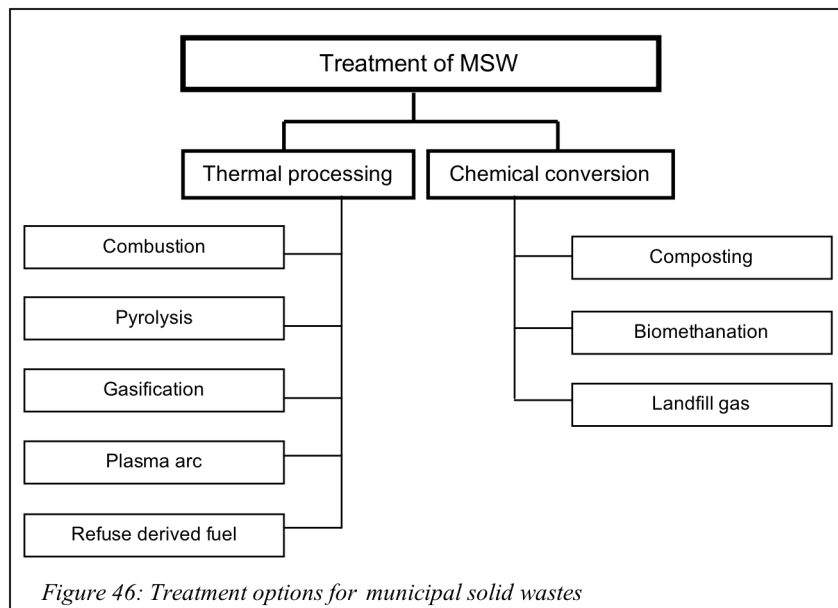 Treatment of MSW
Thermal processing
Chemical conversion
Combustion
Pyrolysis
Gasification
Plasma arc
Refuse derived fuel
Composting
Biomethanation
Landfill gas
Figure 46: Treatment options for municipal solid wastes